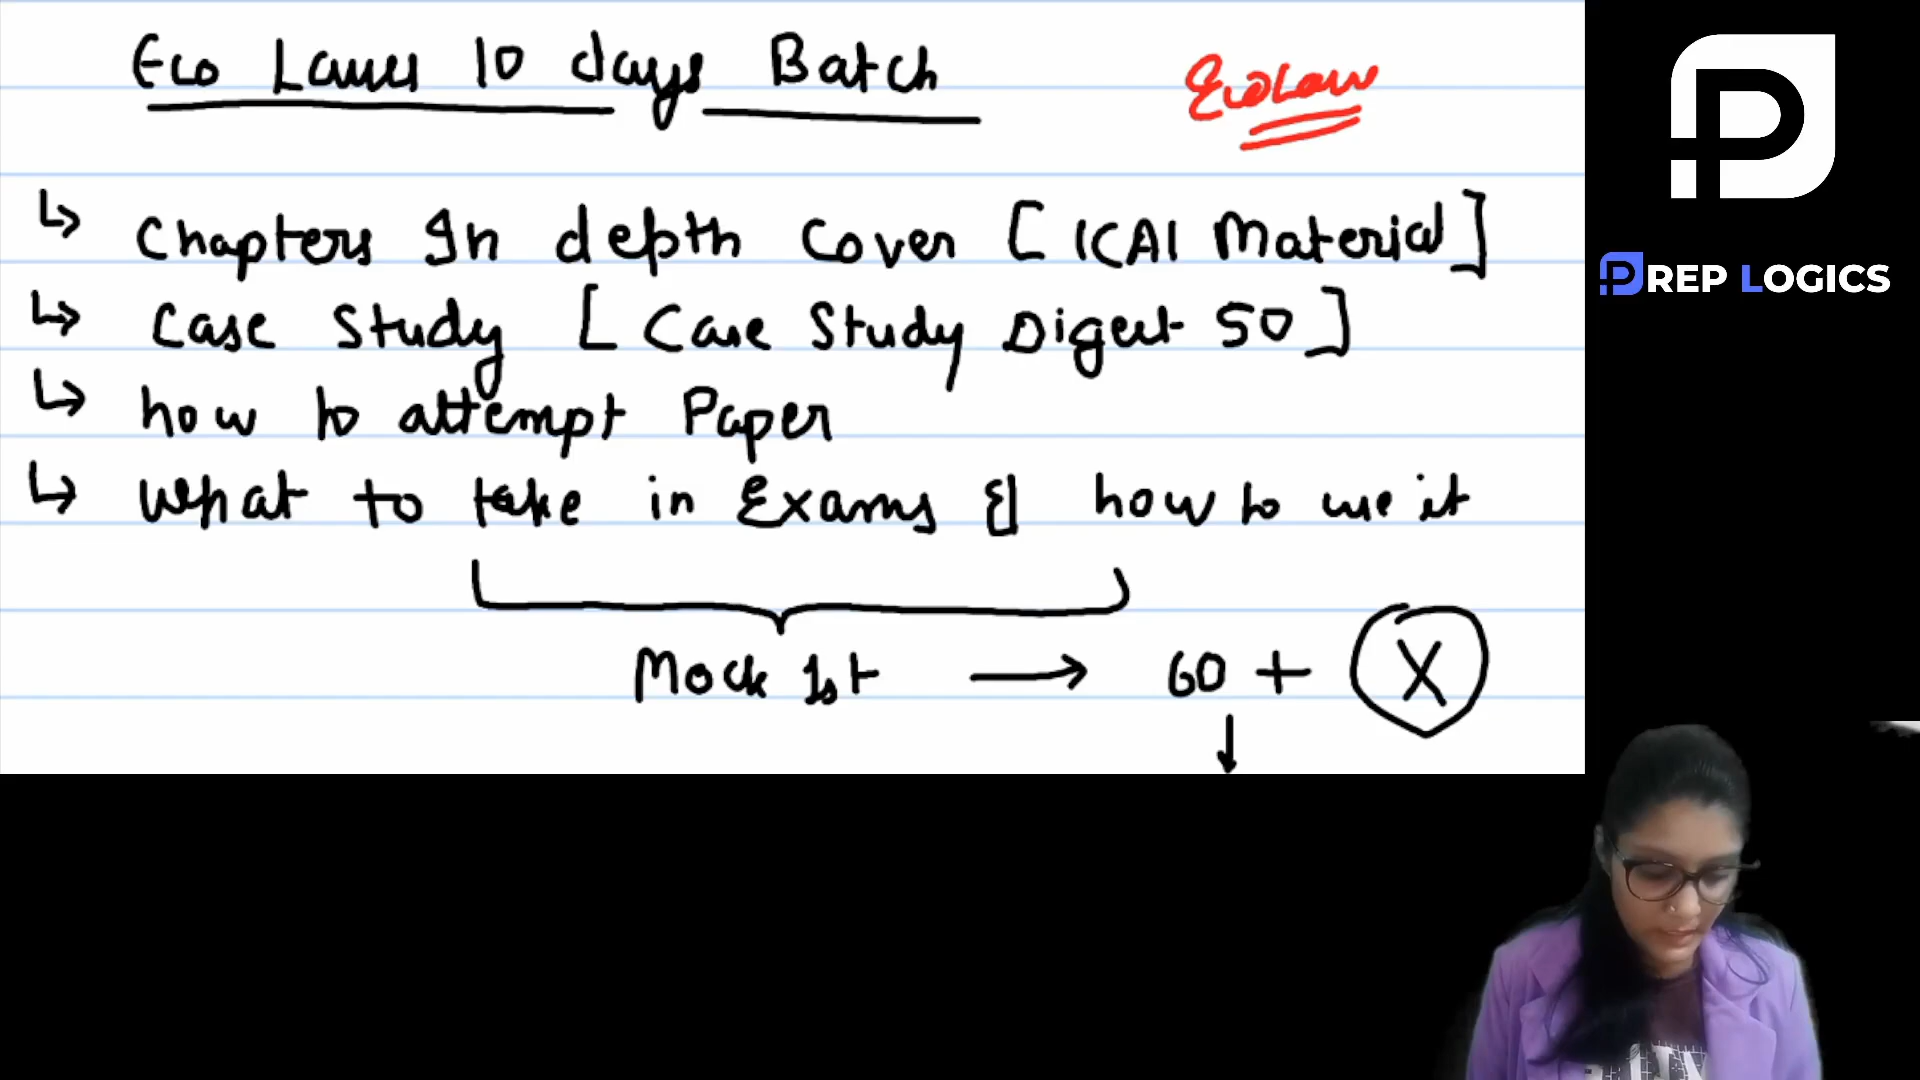 Eco Laws 10 days Batch
EcoLaw
↳ Chapters In depth Cover [ICAI Material]
↳ Case Study [Case Study Digest 50]
↳ how to attempt Paper
↳ What to take in Exams & how to use it
Mock 1st → 60 + X
↓
PREP LOGICS